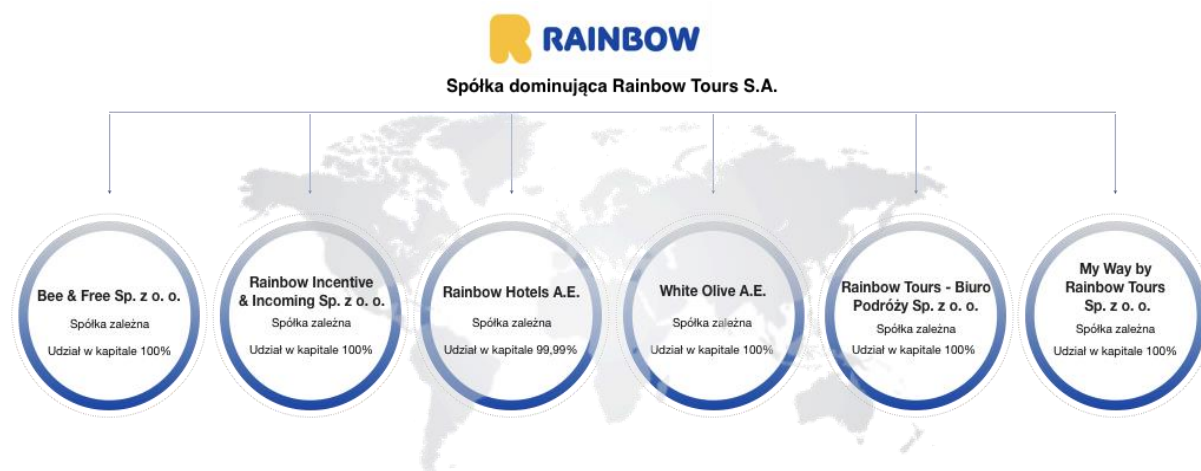 RAINBOW
Spółka dominująca Rainbow Tours S.A.
Bee & Free Sp. z o. o.
Spółka zależna
Udział w kapitale 100%
Rainbow Incentive
& Incoming Sp. z o. o.
Spółka zależna
Udział w kapitale 100%
Rainbow Hotels A.E.
Spółka zależna
Udział w kapitale 99,99%
White Olive A.E.
Spółka zależna
Udział w kapitale 100%
Rainbow Tours - Biuro
Podróży Sp. z o. o.
Spółka zależna
Udział w kapitale 100%
My Way by
Rainbow Tours
Sp. z o. o.
Spółka zależna
Udział w kapitale 100%